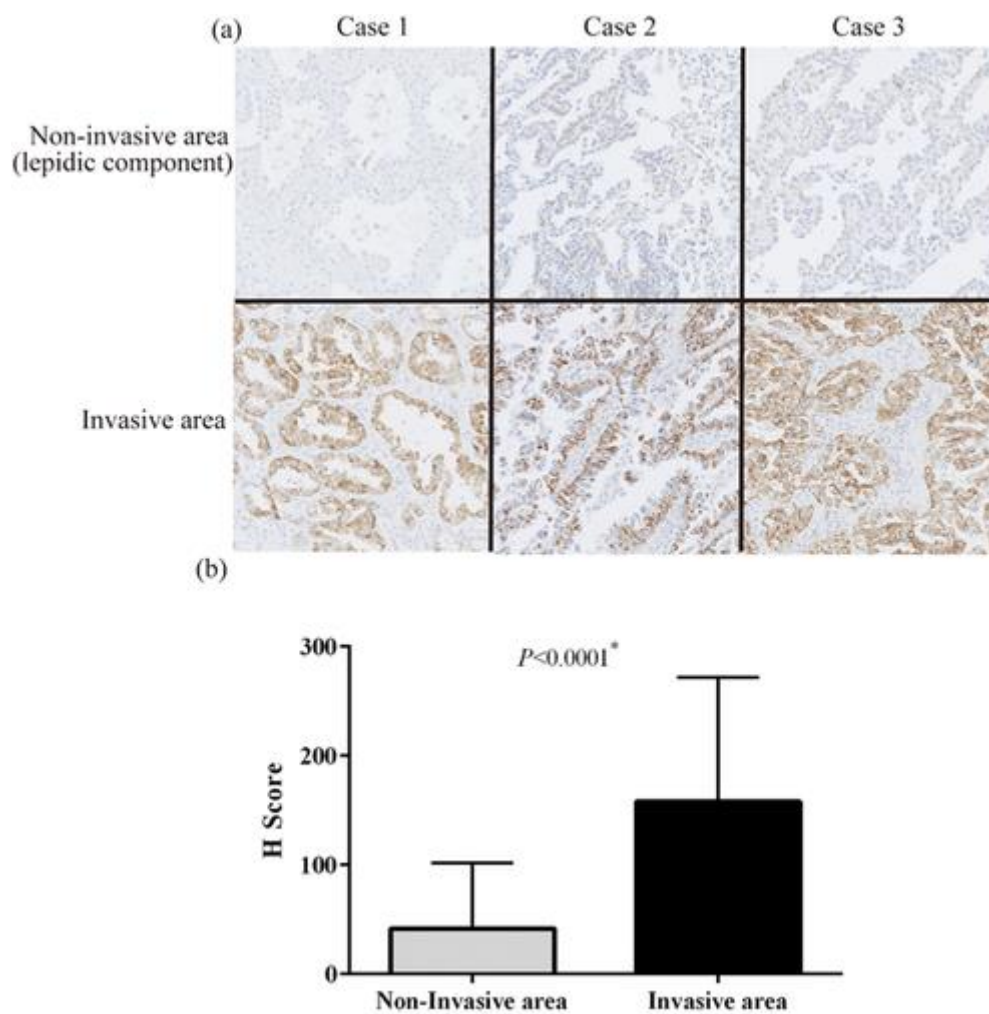 (a)
Case 1
Case 2
Case 3
Non-invasive area
(lepidic component)
Invasive area
(b)
P<0.0001*
H Score
300
200
100
0
Non-Invasive area
Invasive area